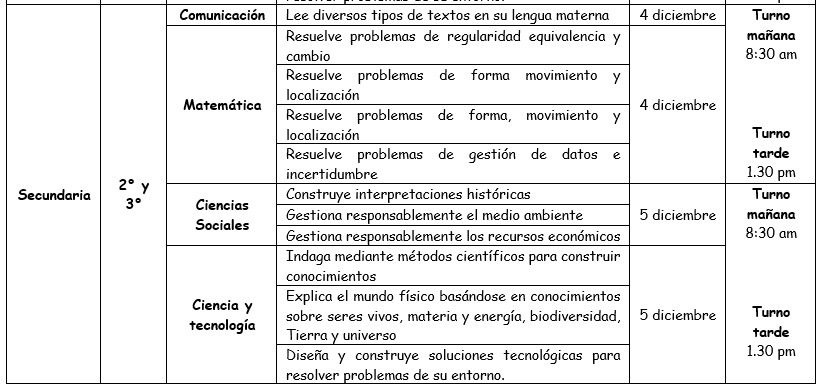 Secundaria
2° y
3°
Comunicación
Lee diversos tipos de textos en su lengua materna
4 diciembre
Turno
mañana
8:30 am
Matemática
Resuelve problemas de regularidad equivalencia y
cambio
Resuelve problemas de forma movimiento y
localización
Resuelve problemas de forma, movimiento y
localización
Resuelve problemas de gestión de datos e
incertidumbre
4 diciembre
Turno
tarde
1.30 pm
Ciencias
Sociales
Construye interpretaciones históricas
Gestiona responsablemente el medio ambiente
Gestiona responsablemente los recursos económicos
5 diciembre
Turno
mañana
8:30 am
Ciencia y
tecnología
Indaga mediante métodos científicos para construir
conocimientos
Explica el mundo físico basándose en conocimientos
sobre seres vivos, materia y energía, biodiversidad,
Tierra y universo
Diseña y construye soluciones tecnológicas para
resolver problemas de su entorno.
5 diciembre
Turno
tarde
1.30 pm